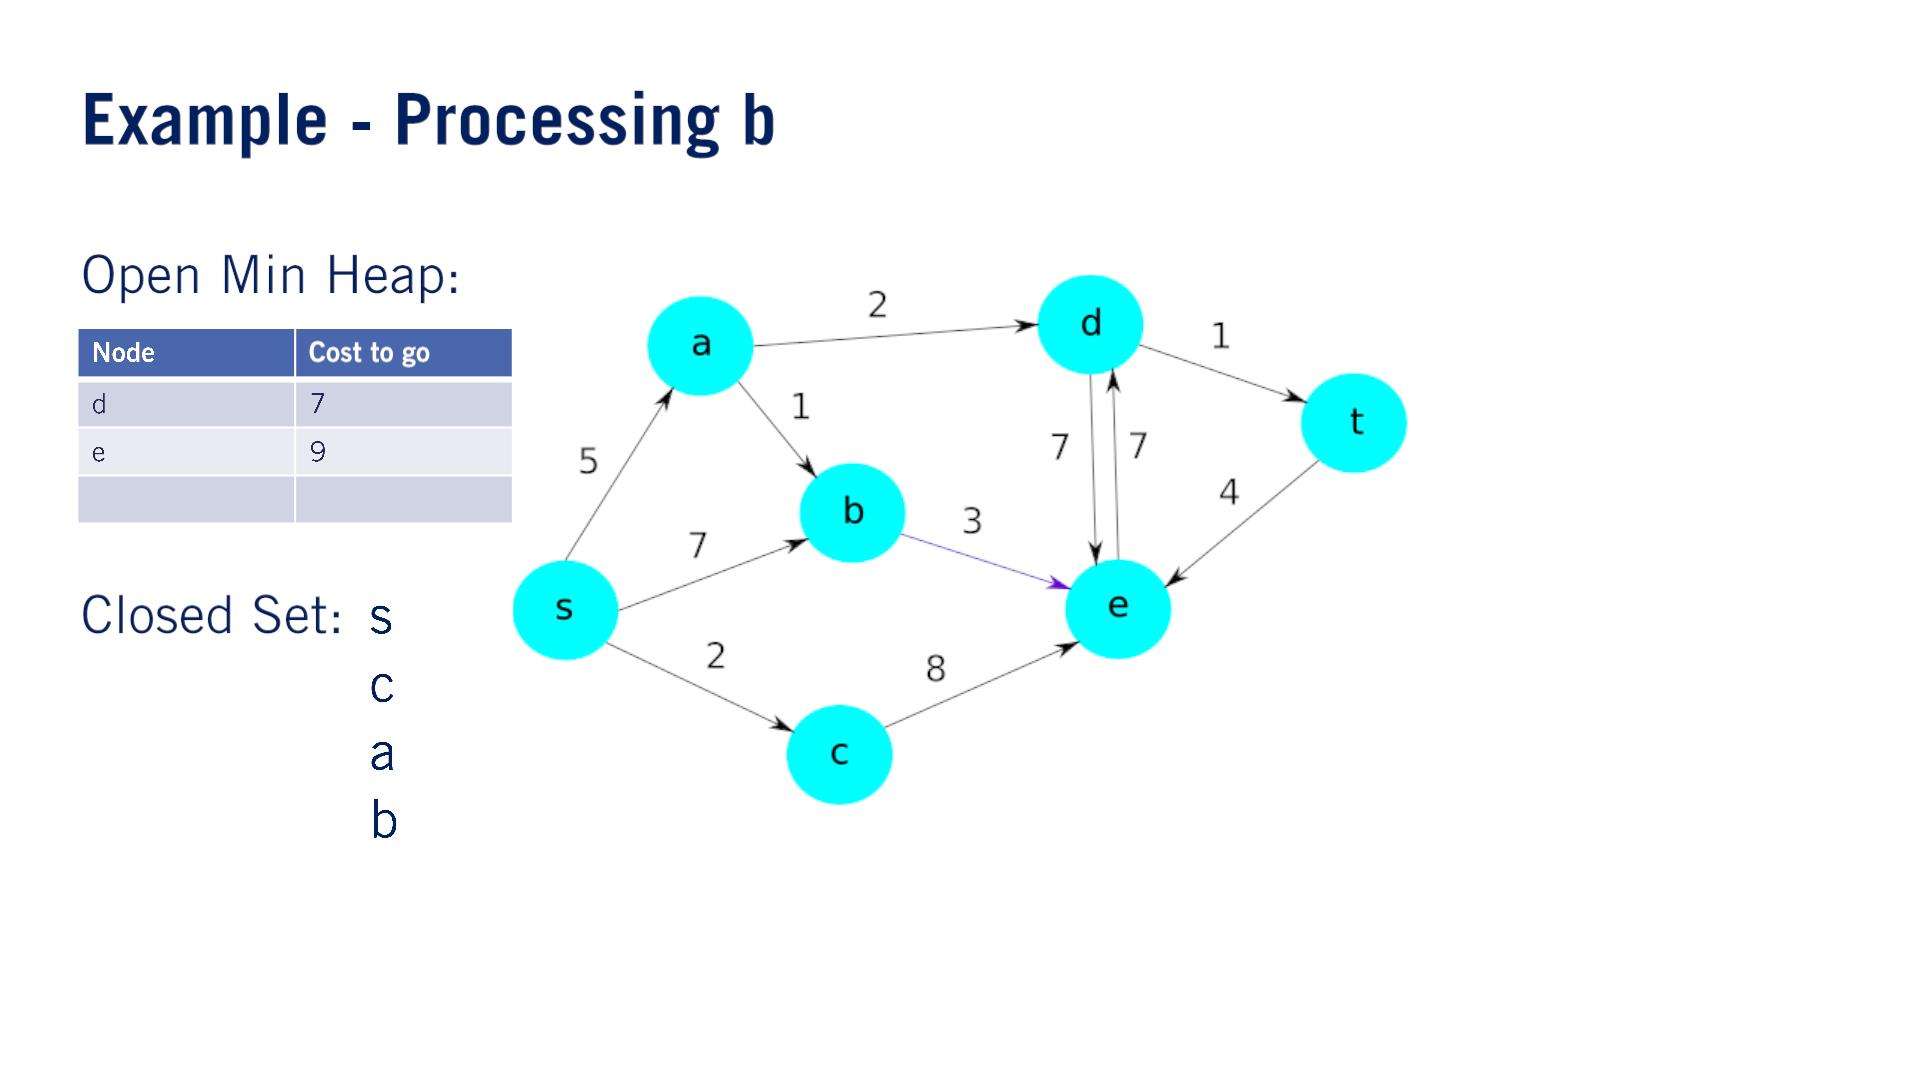 Example - Processing b
Open Min Heap:
Node Cost to go
d 7
e 9
Closed Set: s
c
a
b
2
a
d
1
1
t
5
7
7
b
4
7
3
s
e
2
8
c